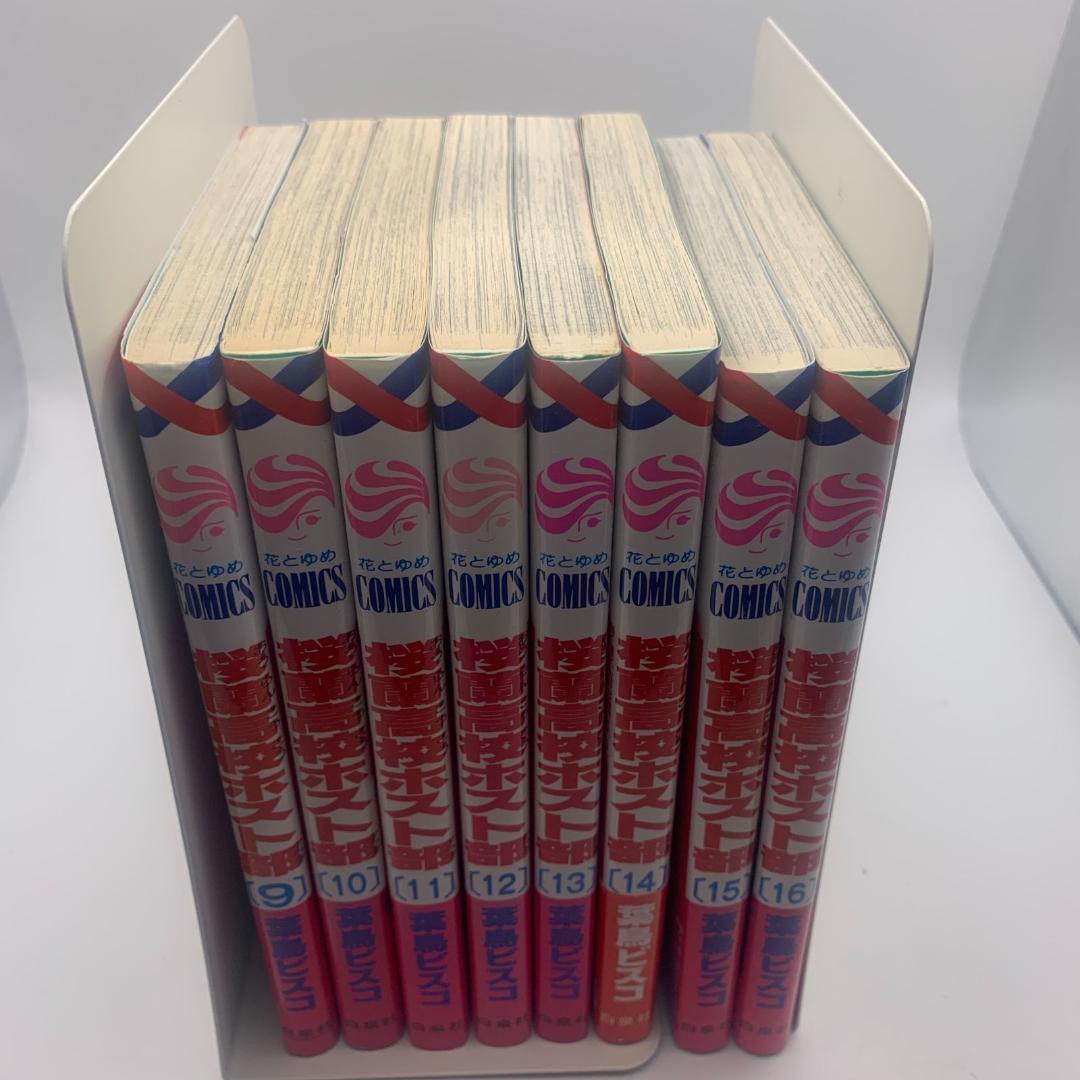 花とゆめ
COMICS
桜蘭高校ホスト部
[9]
葉鳥ビスコ
白泉社
花とゆめ
COMICS
桜蘭高校ホスト部
[10]
葉鳥ビスコ
白泉社
花とゆめ
COMICS
桜蘭高校ホスト部
[11]
葉鳥ビスコ
白泉社
花とゆめ
COMICS
桜蘭高校ホスト部
[12]
葉鳥ビスコ
白泉社
花とゆめ
COMICS
桜蘭高校ホスト部
[13]
葉鳥ビスコ
白泉社
花とゆめ
COMICS
桜蘭高校ホスト部
[14]
葉鳥ビスコ
白泉社
花とゆめ
COMICS
桜蘭高校ホスト部
[15]
葉鳥ビスコ
白泉社
花とゆめ
COMICS
桜蘭高校ホスト部
[16]
葉鳥ビスコ
白泉社